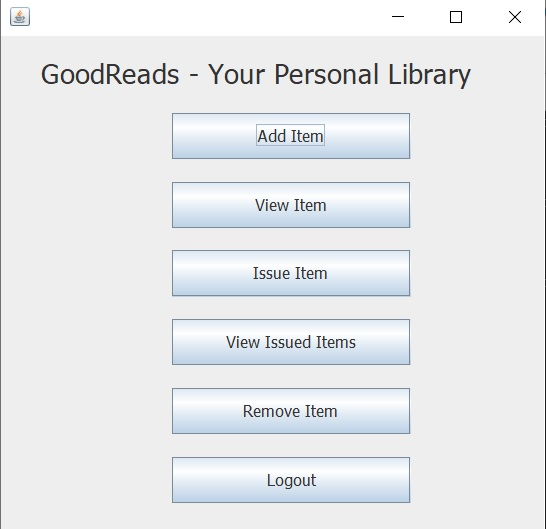 GoodReads - Your Personal Library
Add Item
View Item
Issue Item
View Issued Items
Remove Item
Logout